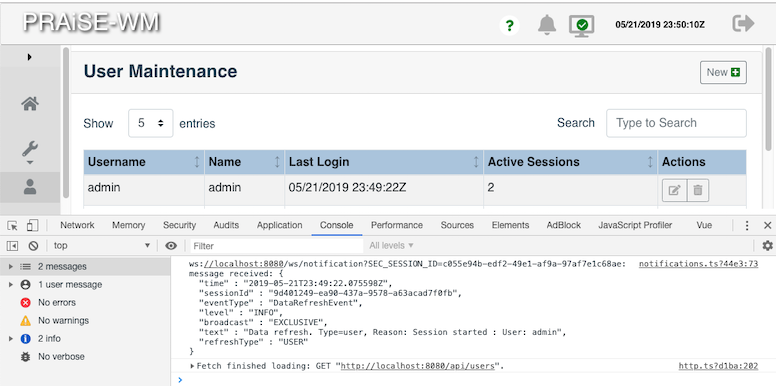 PRAiSE-WM
05/21/2019 23:50:10Z
User Maintenance
New
Show 5 entries
Search Type to Search
Username Name Last Login Active Sessions Actions
admin admin 05/21/2019 23:49:22Z 2
Network Memory Security Audits Application Console Performance Sources Elements AdBlock JavaScript Profiler Vue
top Filter All levels
2 messages
1 user message
No errors
No warnings
2 info
No verbose
ws://localhost:8080/ws/notification?SEC_SESSION_ID=c055e94b-edf2-49e1-af9a-97af7e1c68ae: notifications.ts?44e3:73
message received: {
"time" : "2019-05-21T23:49:22.075598Z",
"sessionId" : "9d401249-ea90-437a-9578-a63acad7f0fb",
"eventType" : "DataRefreshEvent",
"level" : "INFO",
"broadcast" : "EXCLUSIVE",
"text" : "Data refresh. Type=user, Reason: Session started : User: admin",
"refreshType" : "USER"
}
Fetch finished loading: GET "http://localhost:8080/api/users". http.ts?d1ba:202